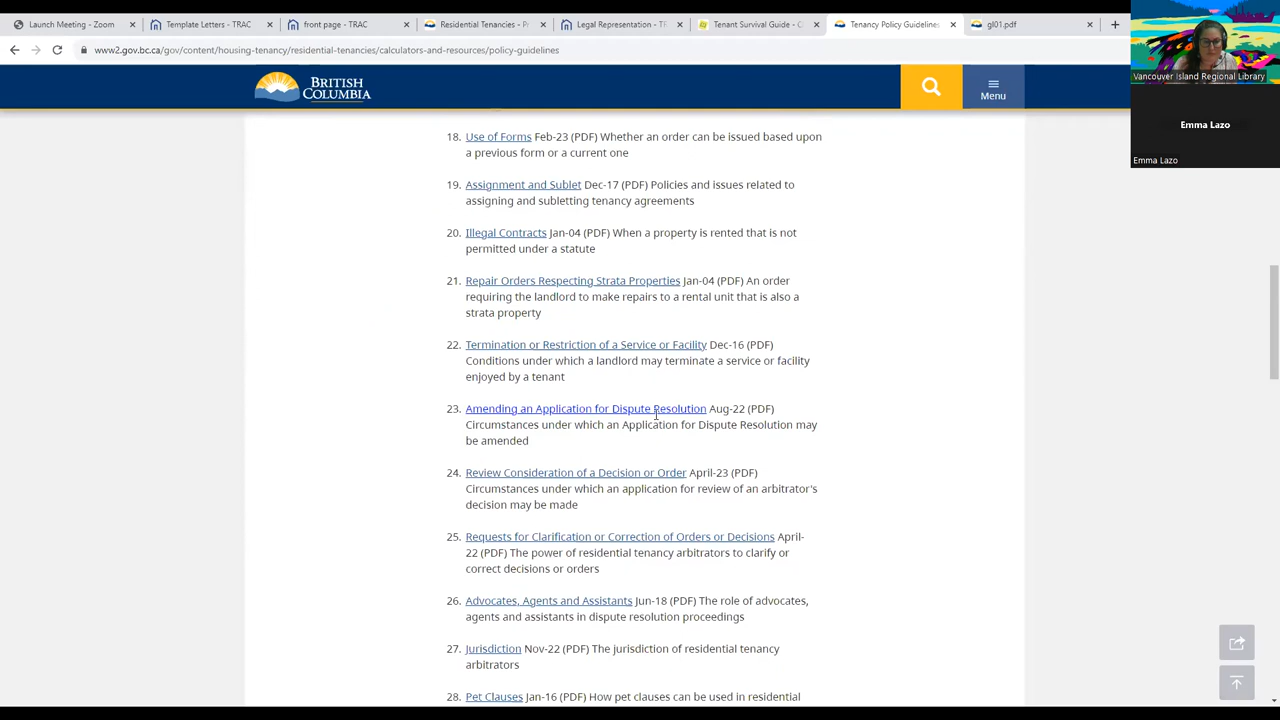 Launch Meeting - Zoom
Template Letters - TRAC
front page - TRAC
Residential Tenancies - P
Legal Representation - TR
Tenant Survival Guide - C
Tenancy Policy Guidelines
gl01.pdf
www2.gov.bc.ca/gov/content/housing-tenancy/residential-tenancies/calculators-and-resources/policy-guidelines
BRITISH
COLUMBIA
Menu
Vancouver Island Regional Library
Emma Lazo
Emma Lazo
18. Use of Forms Feb-23 (PDF) Whether an order can be issued based upon
a previous form or a current one
19. Assignment and Sublet Dec-17 (PDF) Policies and issues related to
assigning and subletting tenancy agreements
20. Illegal Contracts Jan-04 (PDF) When a property is rented that is not
permitted under a statute
21. Repair Orders Respecting Strata Properties Jan-04 (PDF) An order
requiring the landlord to make repairs to a rental unit that is also a
strata property
22. Termination or Restriction of a Service or Facility Dec-16 (PDF)
Conditions under which a landlord may terminate a service or facility
enjoyed by a tenant
23. Amending an Application for Dispute Resolution Aug-22 (PDF)
Circumstances under which an Application for Dispute Resolution may
be amended
24. Review Consideration of a Decision or Order April-23 (PDF)
Circumstances under which an application for review of an arbitrator's
decision may be made
25. Requests for Clarification or Correction of Orders or Decisions April-
22 (PDF) The power of residential tenancy arbitrators to clarify or
correct decisions or orders
26. Advocates, Agents and Assistants Jun-18 (PDF) The role of advocates,
agents and assistants in dispute resolution proceedings
27. Jurisdiction Nov-22 (PDF) The jurisdiction of residential tenancy
arbitrators
28. Pet Clauses Jan-16 (PDF) How pet clauses can be used in residential